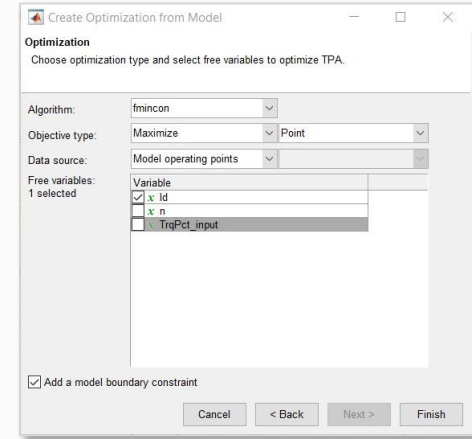 Create Optimization from Model
Optimization
Choose optimization type and select free variables to optimize TPA.
Algorithm: fmincon
Objective type: Maximize Point
Data source: Model operating points
Free variables:
1 selected
Variable
x Id
x n
TrqPct_input
Add a model boundary constraint
Cancel < Back Next > Finish